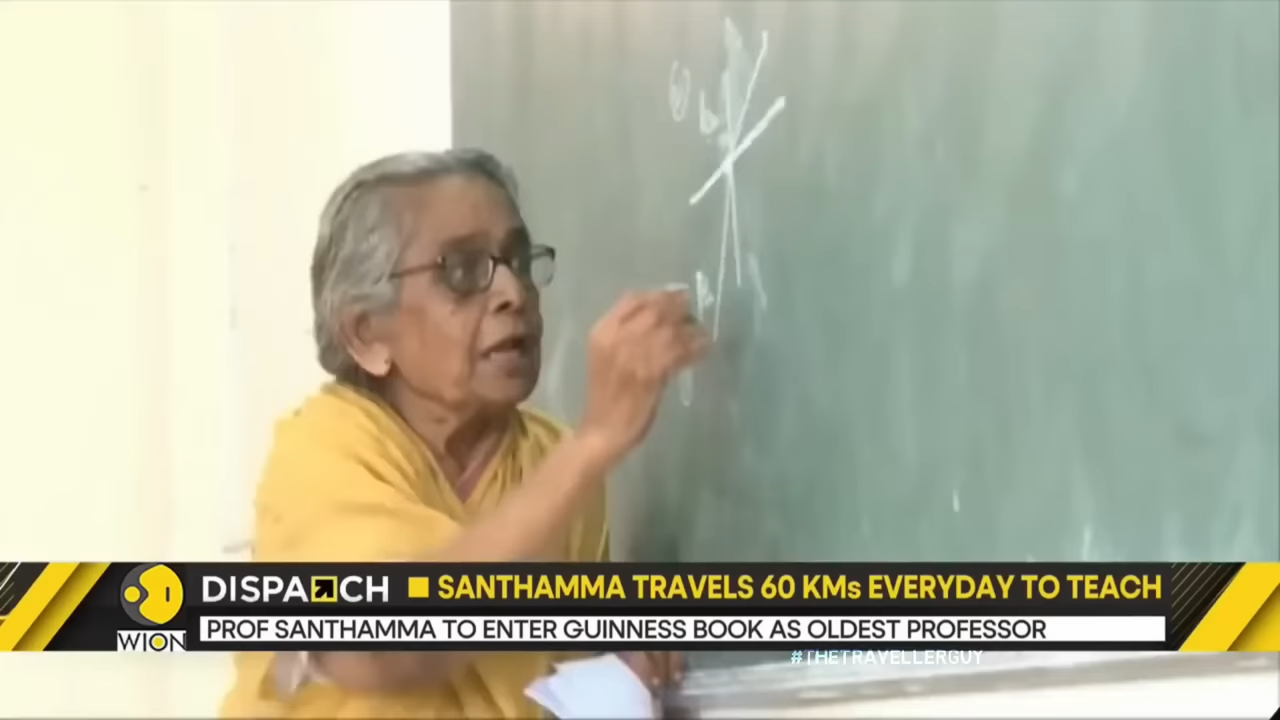 DISPATCH
SANTHAMMA TRAVELS 60 KMs EVERYDAY TO TEACH
WION
PROF SANTHAMMA TO ENTER GUINNESS BOOK AS OLDEST PROFESSOR
#THETRAVELLERGUY